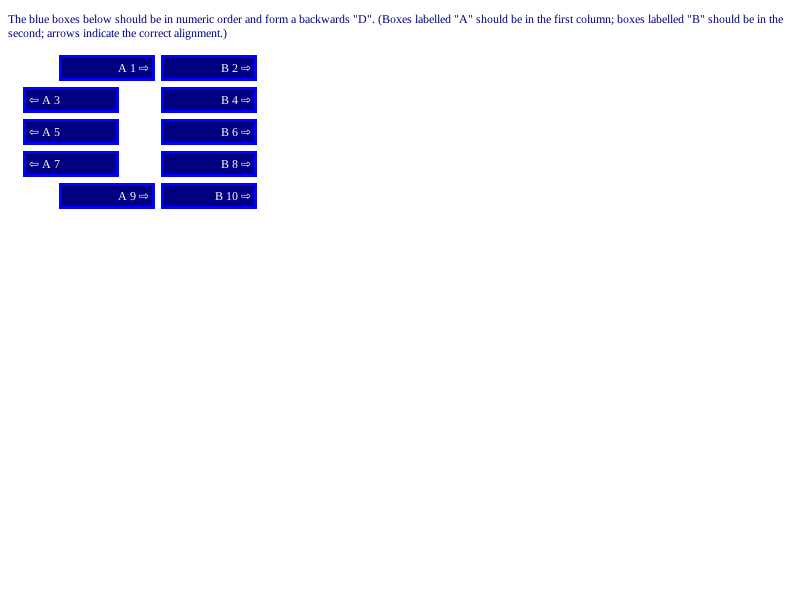 The blue boxes below should be in numeric order and form a backwards "D". (Boxes labelled "A" should be in the first column; boxes labelled "B" should be in the
second; arrows indicate the correct alignment.)
A 1 ⇨ B 2 ⇨
⇦ A 3 B 4 ⇨
⇦ A 5 B 6 ⇨
⇦ A 7 B 8 ⇨
A 9 ⇨ B 10 ⇨